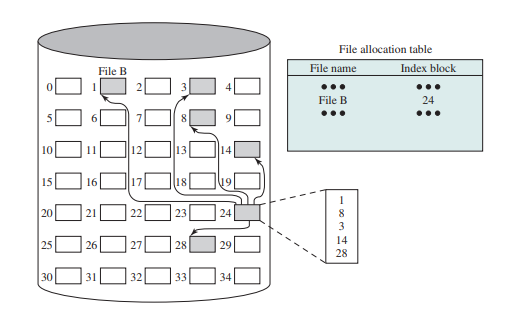 File allocation table
File name Index block
••• •••
File B 24
••• •••
File B
0 1 2 3 4
5 6 7 8 9
10 11 12 13 14
15 16 17 18 19
20 21 22 23 24
25 26 27 28 29
30 31 32 33 34
1
8
3
14
28